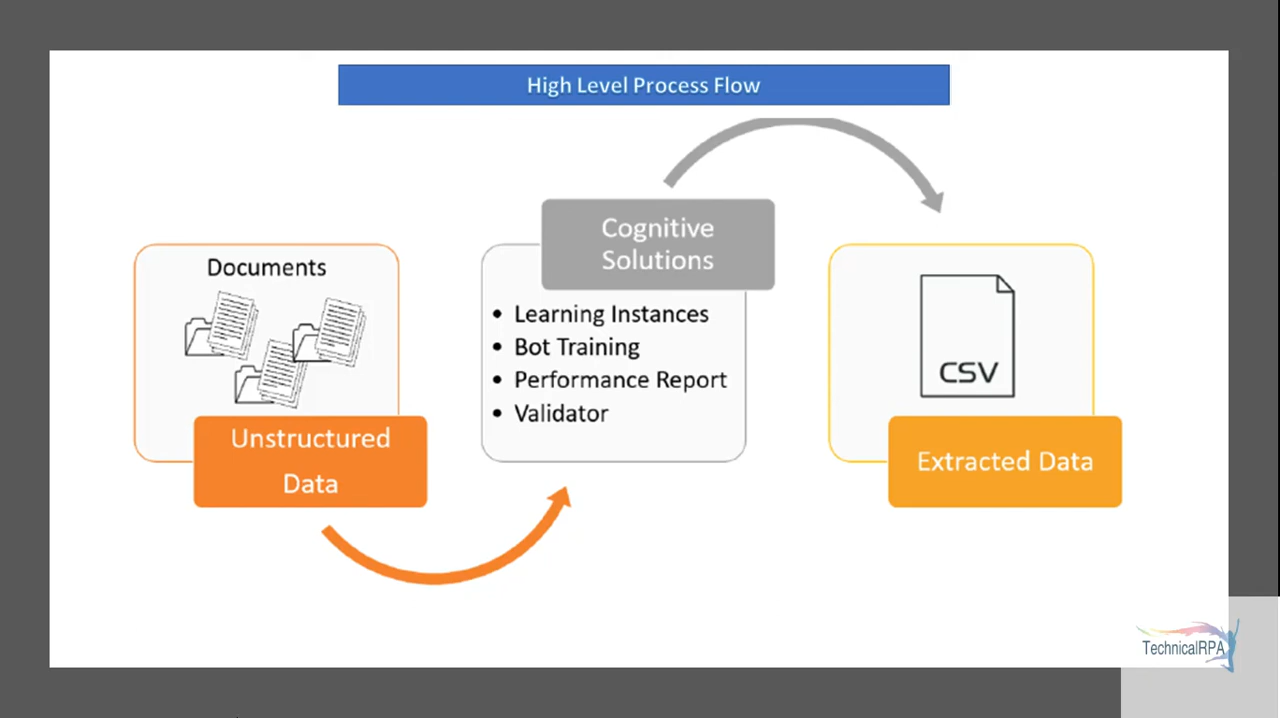 High Level Process Flow
Documents
Unstructured
Data
Cognitive
Solutions
• Learning Instances
• Bot Training
• Performance Report
• Validator
CSV
Extracted Data
TechnicalRPA